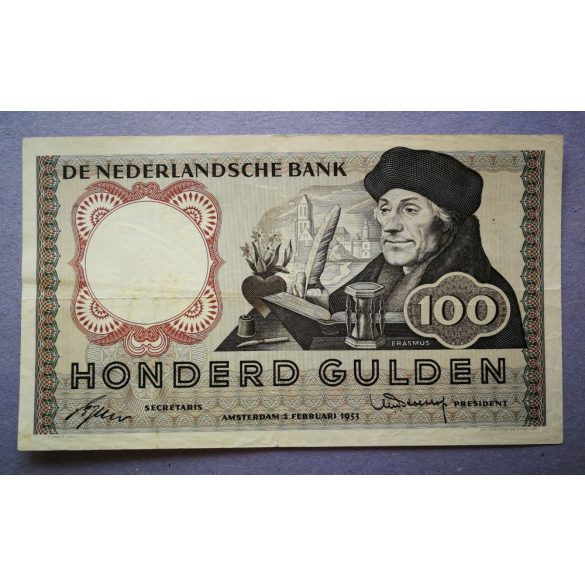 DE NEDERLANDSCHE BANK
100
ERASMUS
HONDERD GULDEN
SECRETARIS
PRESIDENT
AMSTERDAM 2 FEBRUARI 1953